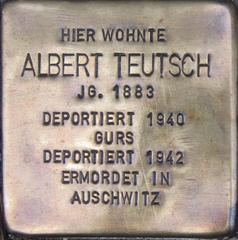 HIER WOHNTE
ALBERT TEUTSCH
JG. 1883
DEPORTIERT 1940
GURS
DEPORTIERT 1942
ERMORDET IN
AUSCHWITZ